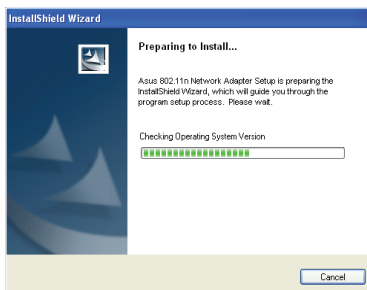 InstallShield Wizard
Preparing to Install...
Asus 802.11n Network Adapter Setup is preparing the
InstallShield Wizard, which will guide you through the
program setup process. Please wait.
Checking Operating System Version
Cancel